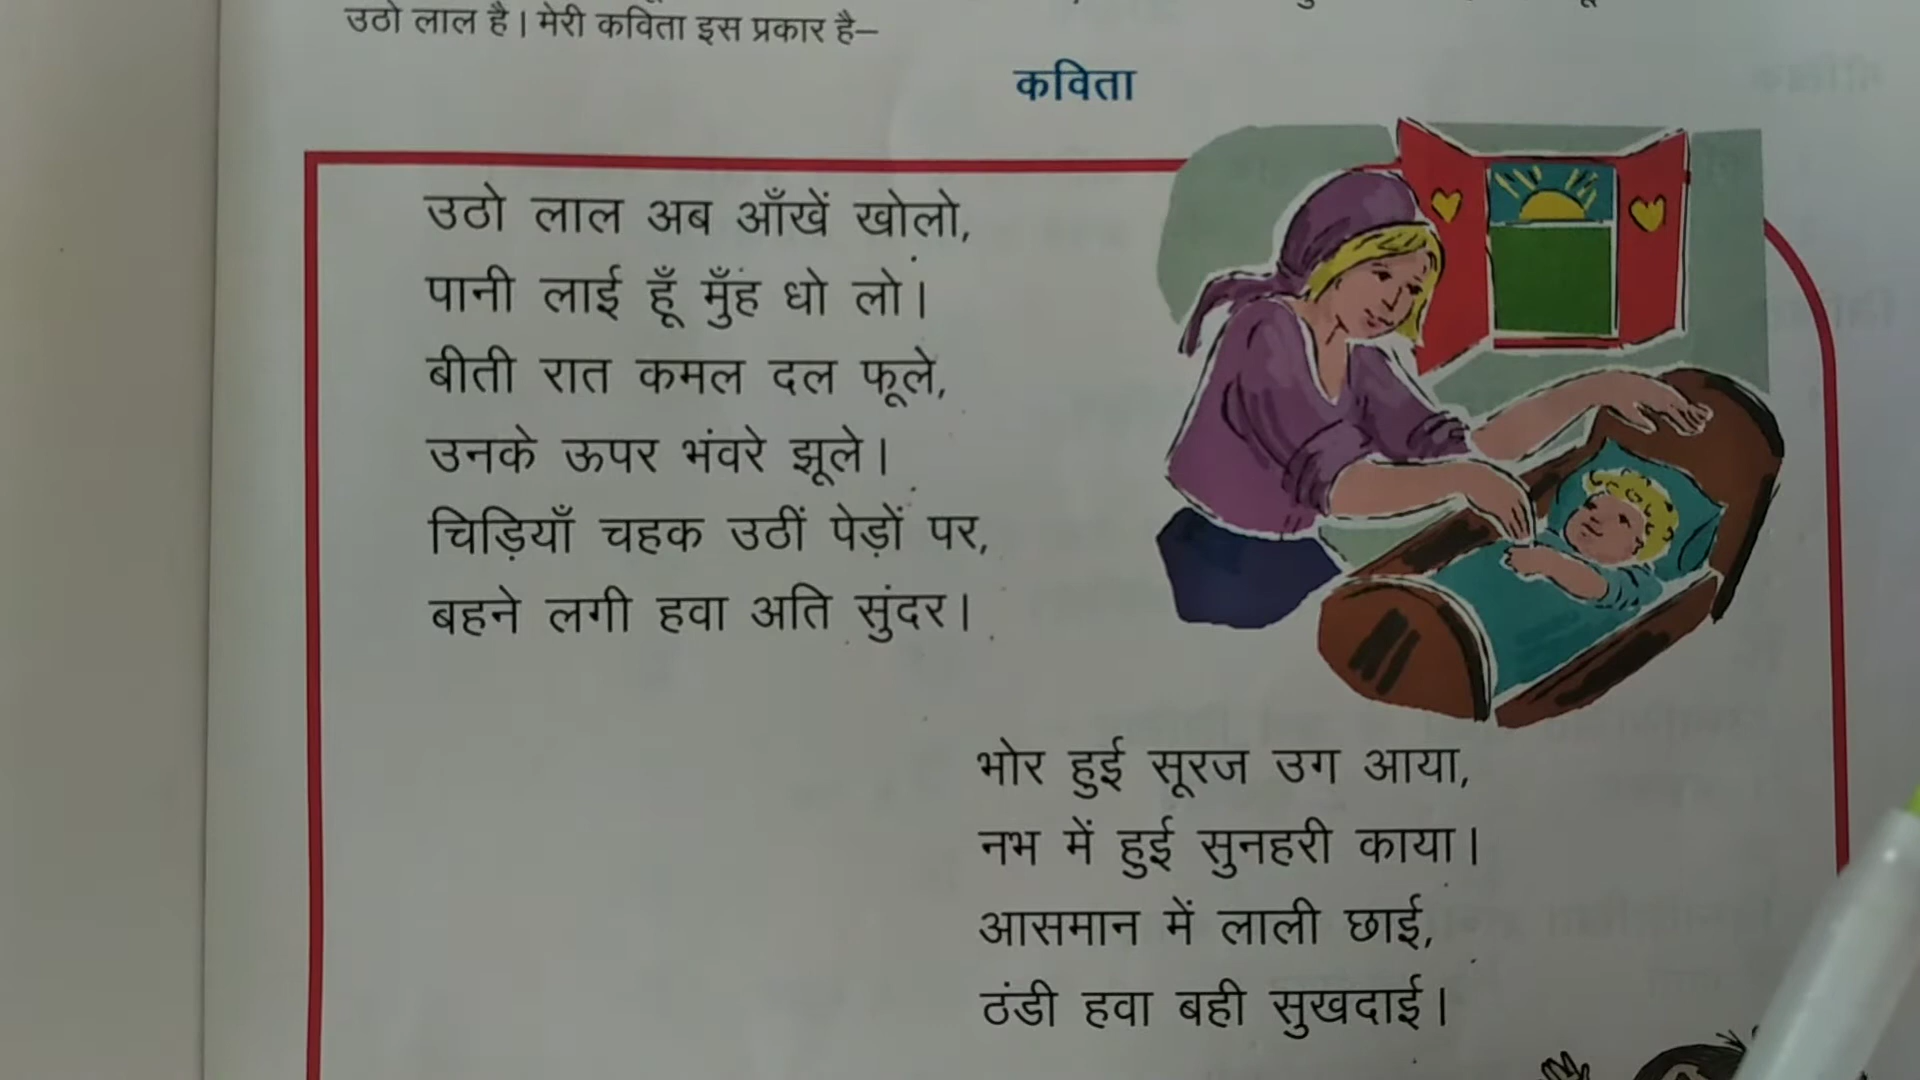 उठो लाल है। मेरी कविता इस प्रकार है–
कविता
उठो लाल अब आँखें खोलो,
पानी लाई हूँ मुँह धो लो।
बीती रात कमल दल फूले,
उनके ऊपर भंवरे झूले।
चिड़ियाँ चहक उठीं पेड़ों पर,
बहने लगी हवा अति सुंदर।
भोर हुई सूरज उग आया,
नभ में हुई सुनहरी काया।
आसमान में लाली छाई,
ठंडी हवा बही सुखदाई।